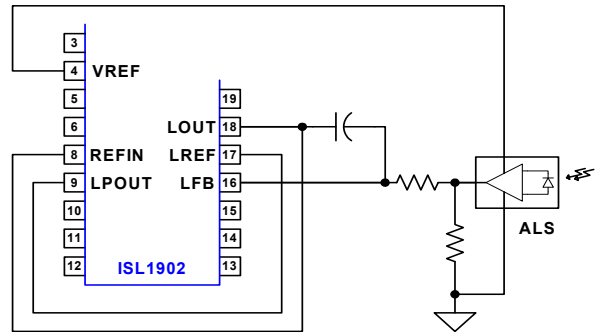 3
4 VREF
5
19
6
LOUT 18
8 REFIN
LREF 17
9 LPOUT
LFB 16
10
15
11
14
ALS
12
ISL1902
13